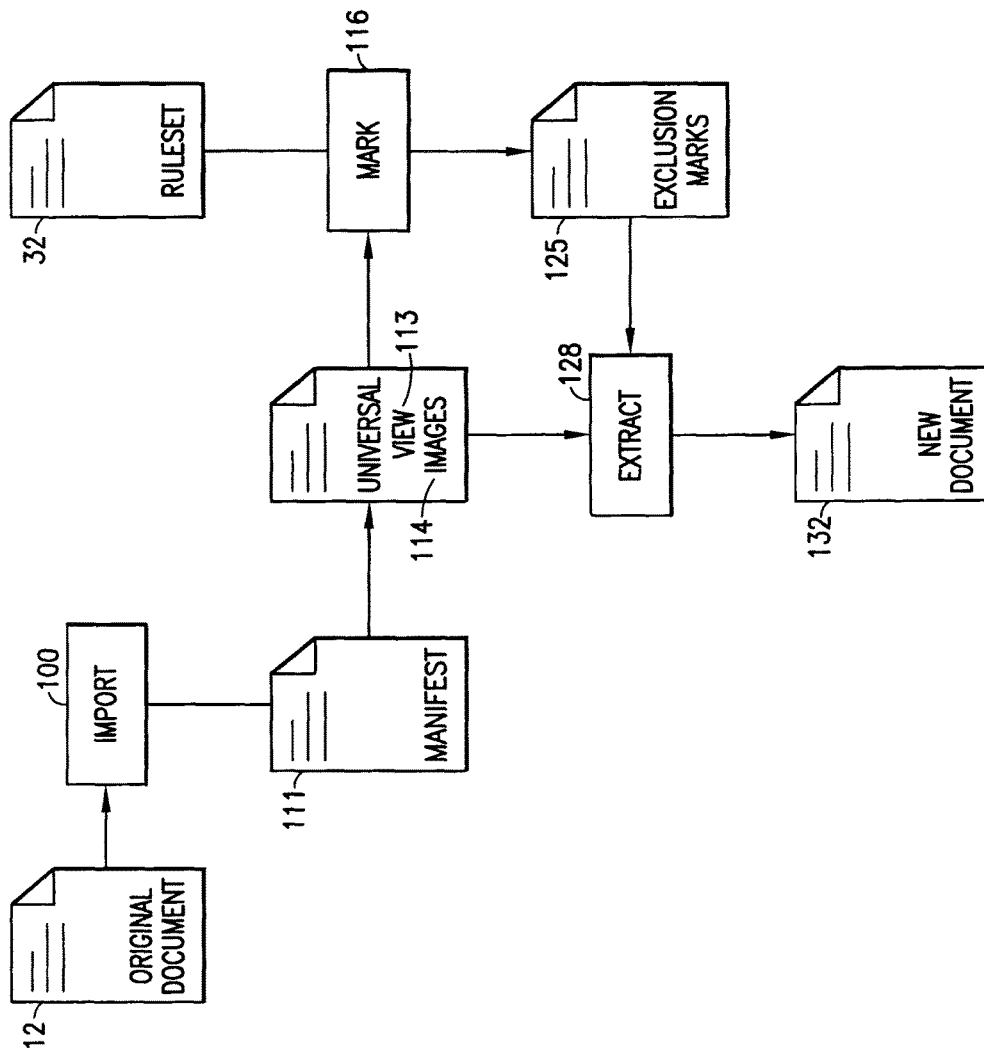 12
ORIGINAL
DOCUMENT
100
IMPORT
111
MANIFEST
UNIVERSAL
VIEW 113
114 IMAGES
32
RULESET
116
MARK
125
EXCLUSION
MARKS
128
EXTRACT
132
NEW
DOCUMENT